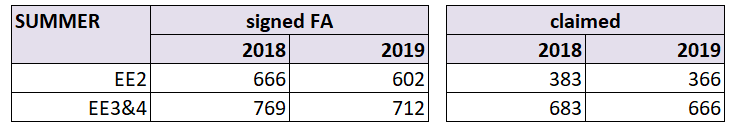 SUMMER signed FA claimed
2018 2019 2018 2019
EE2 666 602 383 366
EE3&4 769 712 683 666